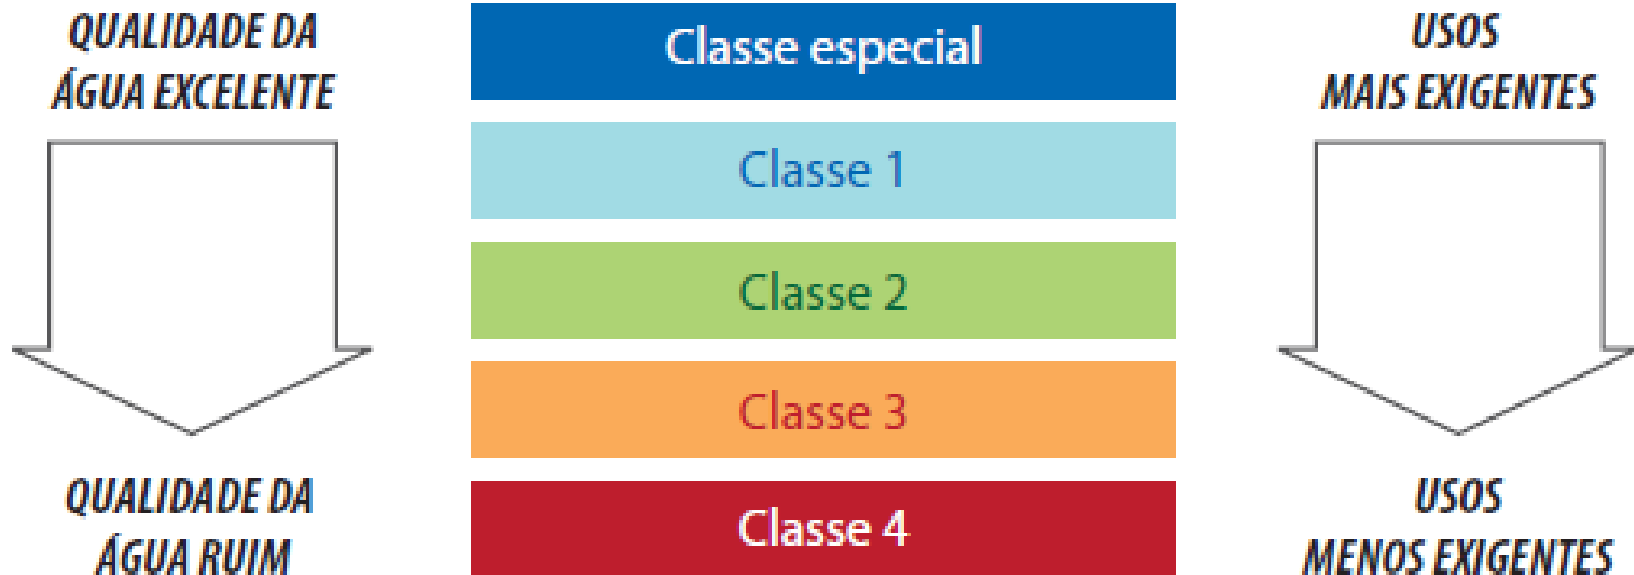 QUALIDADE DA
ÁGUA EXCELENTE
Classe especial
Classe 1
Classe 2
Classe 3
Classe 4
QUALIDADE DA
ÁGUA RUIM
USOS
MAIS EXIGENTES
USOS
MENOS EXIGENTES